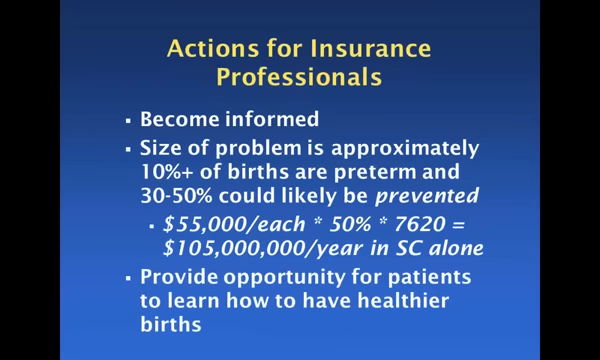 Actions for Insurance
Professionals
▪ Become informed
▪ Size of problem is approximately
10%+ of births are preterm and
30-50% could likely be prevented
▪ $55,000/each * 50% * 7620 =
$105,000,000/year in SC alone
▪ Provide opportunity for patients
to learn how to have healthier
births